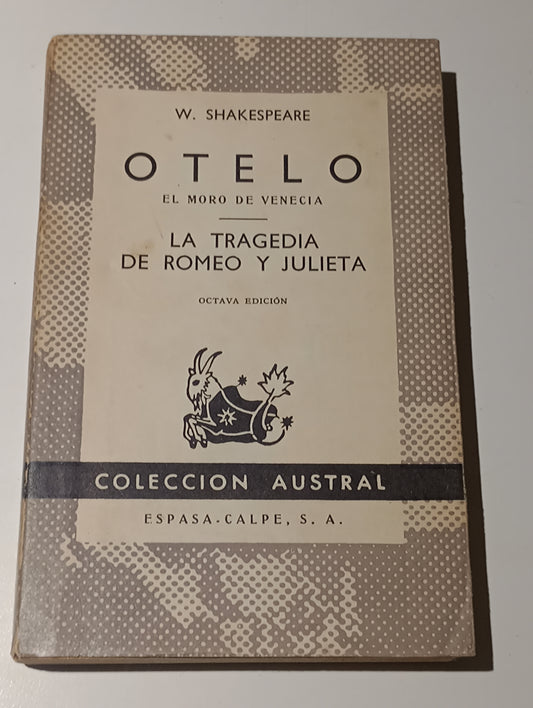 W. SHAKESPEARE
OTELO
EL MORO DE VENECIA
LA TRAGEDIA
DE ROMEO Y JULIETA
OCTAVA EDICIÓN
COLECCION AUSTRAL
ESPASA-CALPE, S. A.